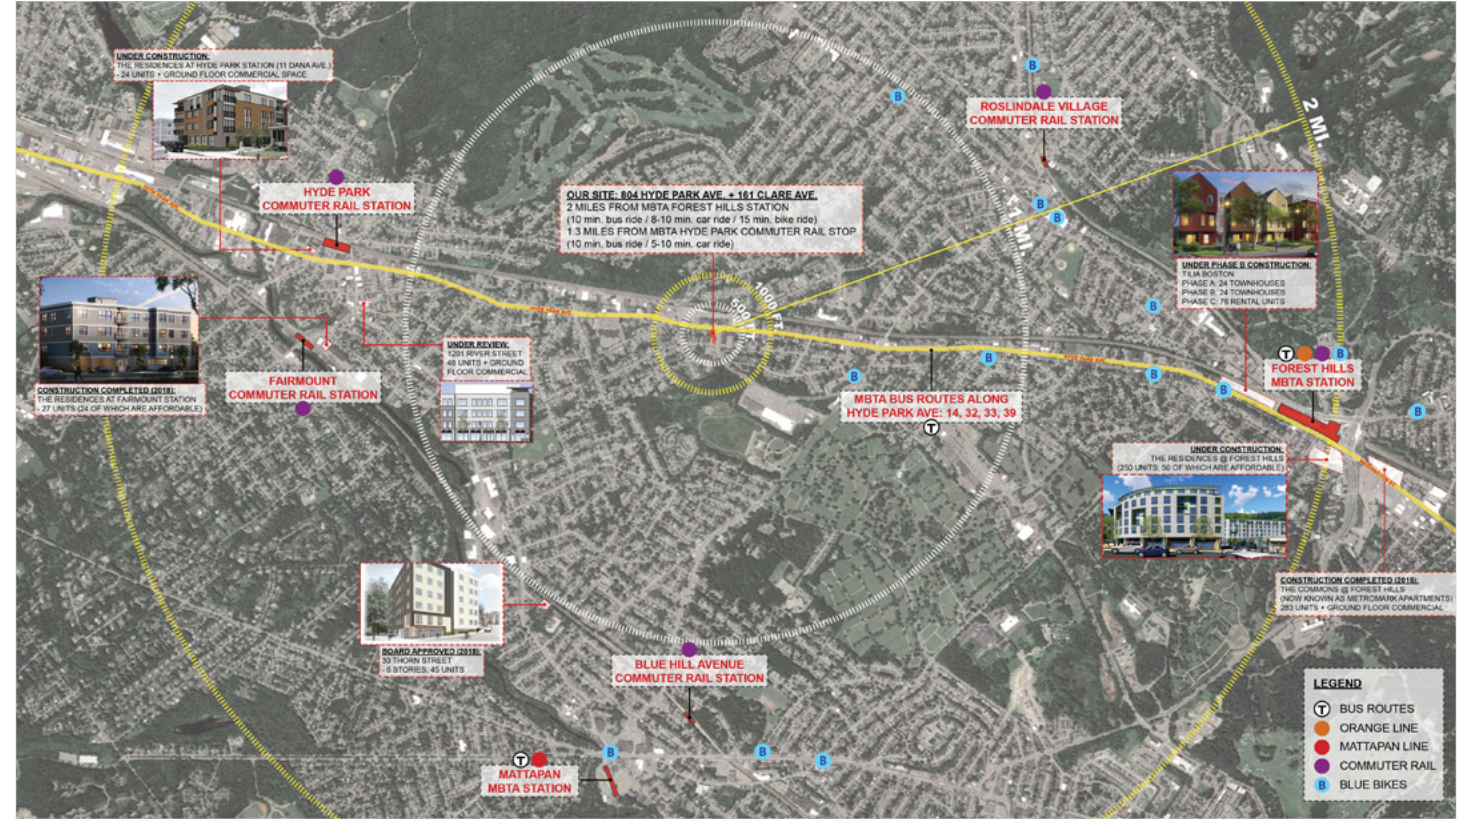 UNDER CONSTRUCTION:
THE RESIDENCES AT HYDE PARK STATION (11 DANA AVE.)
- 24 UNITS + GROUND FLOOR COMMERCIAL SPACE
HYDE PARK
COMMUTER RAIL STATION
HYDE PARK AVE
CONSTRUCTION COMPLETED (2018):
THE RESIDENCES AT FAIRMOUNT STATION
- 27 UNITS (24 OF WHICH ARE AFFORDABLE)
FAIRMOUNT
COMMUTER RAIL STATION
UNDER REVIEW:
1201 RIVER STREET
48 UNITS + GROUND
FLOOR COMMERCIAL
OUR SITE: 804 HYDE PARK AVE. + 161 CLARE AVE.
2 MILES FROM MBTA FOREST HILLS STATION
(10 min. bus ride / 8-10 min. car ride / 15 min. bike ride)
1.3 MILES FROM MBTA HYDE PARK COMMUTER RAIL STOP
(10 min. bus ride / 5-10 min. car ride)
HYDE PARK AVE
1000 FT.
500 FT.
1 MI.
2 MI.
B
B
ROSLINDALE VILLAGE
COMMUTER RAIL STATION
B
B
UNDER PHASE B CONSTRUCTION:
TILIA BOSTON
PHASE A: 24 TOWNHOUSES
PHASE B: 24 TOWNHOUSES
PHASE C: 78 RENTAL UNITS
B
T B
FOREST HILLS
MBTA STATION
HYDE PARK AVE
B
B
B
B
B
MBTA BUS ROUTES ALONG
HYDE PARK AVE: 14, 32, 33, 39
T
UNDER CONSTRUCTION:
THE RESIDENCES @ FOREST HILLS
(250 UNITS: 50 OF WHICH ARE AFFORDABLE)
CONSTRUCTION COMPLETED (2016):
THE COMMONS @ FOREST HILLS
(NOW KNOWN AS METROMARK APARTMENTS)
283 UNITS + GROUND FLOOR COMMERCIAL
BOARD APPROVED (2018):
30 THORN STREET
- 6 STORIES, 45 UNITS
BLUE HILL AVENUE
COMMUTER RAIL STATION
T
MATTAPAN
MBTA STATION
B
B
B
LEGEND
T BUS ROUTES
ORANGE LINE
MATTAPAN LINE
COMMUTER RAIL
B BLUE BIKES